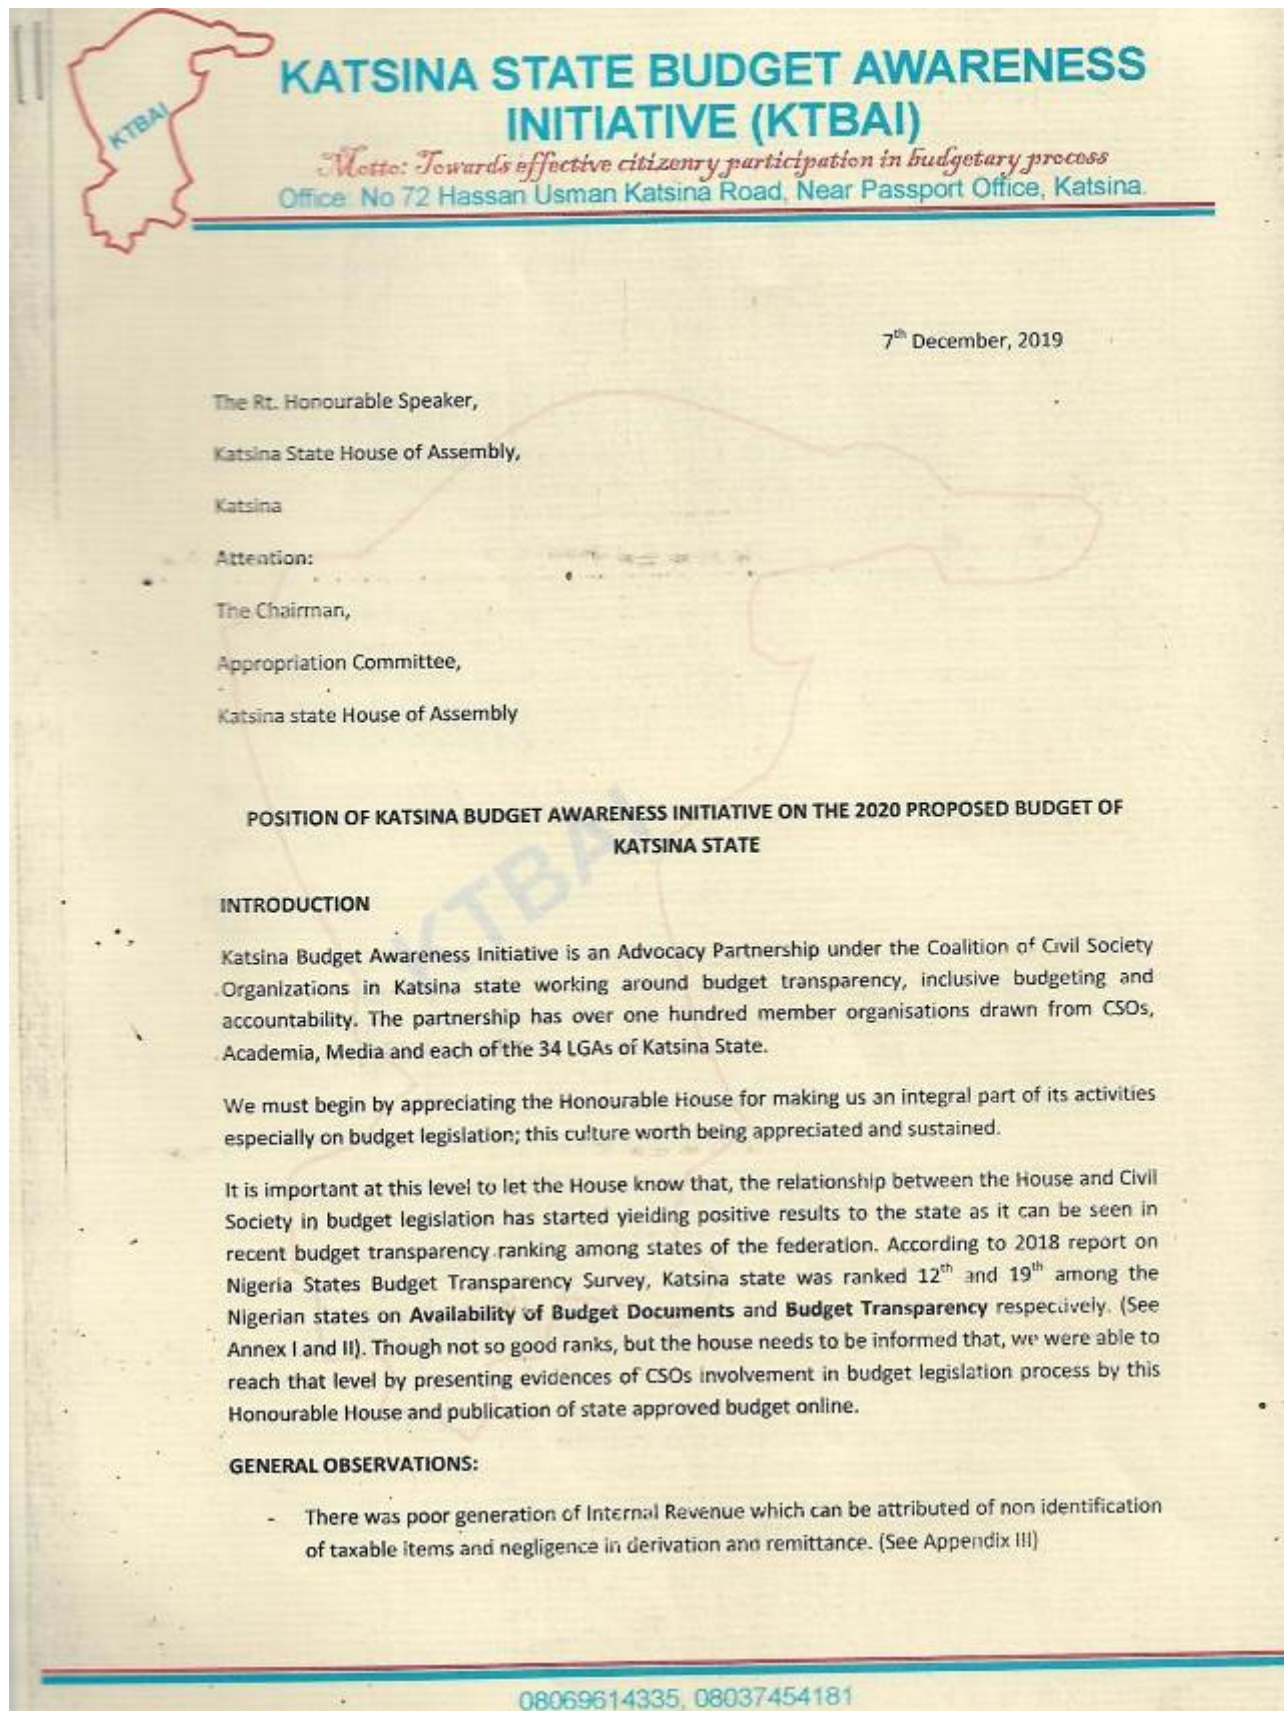 KTBAI
KATSINA STATE BUDGET AWARENESS
INITIATIVE (KTBAI)
Motto: Towards effective citizenry participation in budgetary process
Office: No 72 Hassan Usman Katsina Road, Near Passport Office, Katsina.
7th December, 2019
The Rt. Honourable Speaker,
Katsina State House of Assembly,
Katsina
Attention:
The Chairman,
Appropriation Committee,
Katsina state House of Assembly
KTBAI
POSITION OF KATSINA BUDGET AWARENESS INITIATIVE ON THE 2020 PROPOSED BUDGET OF
KATSINA STATE
INTRODUCTION
Katsina Budget Awareness Initiative is an Advocacy Partnership under the Coalition of Civil Society
Organizations in Katsina state working around budget transparency, inclusive budgeting and
accountability. The partnership has over one hundred member organisations drawn from CSOs,
Academia, Media and each of the 34 LGAs of Katsina State.
We must begin by appreciating the Honourable House for making us an integral part of its activities
especially on budget legislation; this culture worth being appreciated and sustained.
It is important at this level to let the House know that, the relationship between the House and Civil
Society in budget legislation has started yielding positive results to the state as it can be seen in
recent budget transparency ranking among states of the federation. According to 2018 report on
Nigeria States Budget Transparency Survey, Katsina state was ranked 12th and 19th among the
Nigerian states on Availability of Budget Documents and Budget Transparency respectively. (See
Annex I and II). Though not so good ranks, but the house needs to be informed that, we were able to
reach that level by presenting evidences of CSOs involvement in budget legislation process by this
Honourable House and publication of state approved budget online.
GENERAL OBSERVATIONS:
- There was poor generation of Internal Revenue which can be attributed of non identification
of taxable items and negligence in derivation and remittance. (See Appendix III)
08069614335, 08037454181